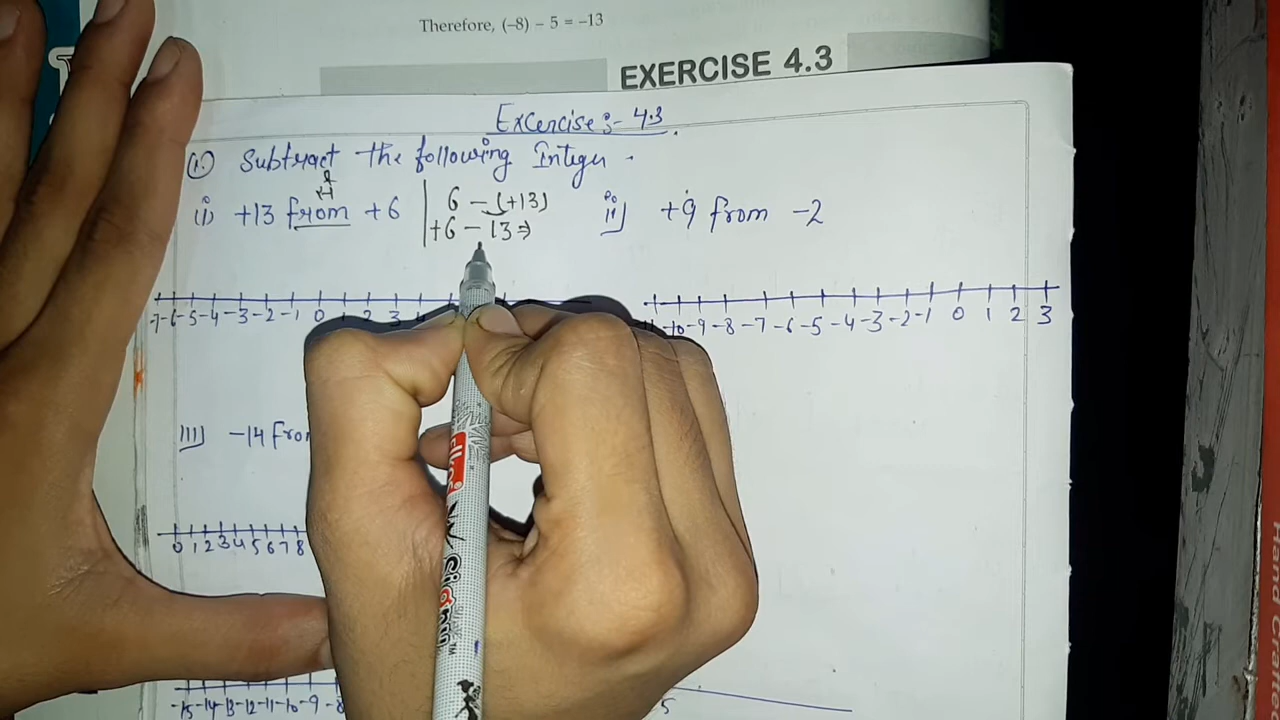 Therefore, (–8) – 5 = –13
EXERCISE 4.3
Excercise:- 4.3
(1.) Subtract the following Integer.
(i) +13 from +6
6 - (+13)
+6 - 13 ⇒
ii) +9 from -2
-7 -6 -5 -4 -3 -2 -1 0 1 2 3 4
-10 -9 -8 -7 -6 -5 -4 -3 -2 -1 0 1 2 3
III) -14 from
0 1 2 3 4 5 6 7 8
-15 -14 -13 -12 -11 -10 -9 -8
5